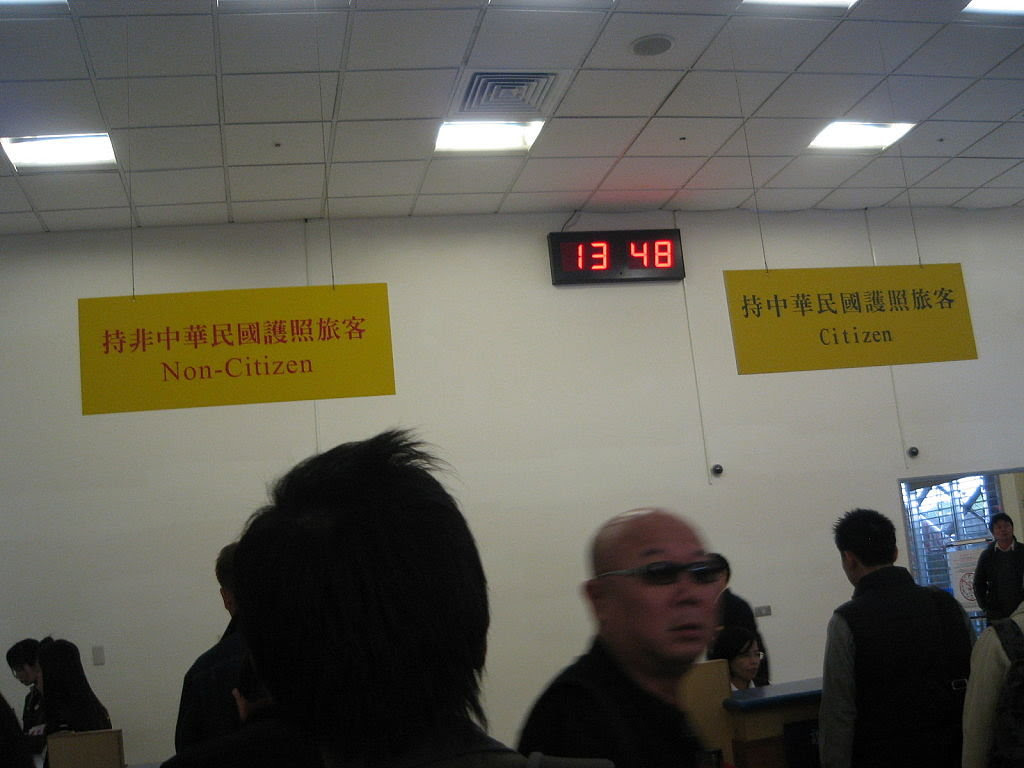 持非中華民國護照旅客
Non-Citizen
13 48
持中華民國護照旅客
Citizen